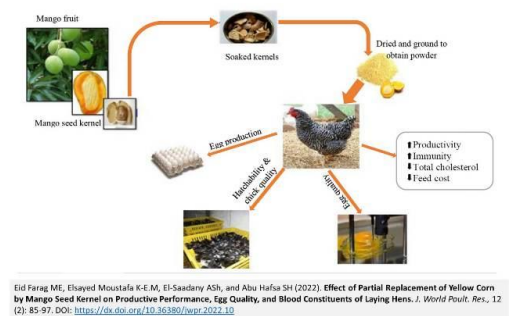 Mango fruit
Soaked kernels
Dried and ground to
obtain powder
Mango seed kernel
Egg production
Hatchability &
chick quality
Egg quality
⬆Productivity
⬆Immunity
⬇Total cholesterol
⬇Feed cost
Eid Farag ME, Elsayed Moustafa K-E.M, El-Saadany ASh, and Abu Hafsa SH (2022). Effect of Partial Replacement of Yellow Corn
by Mango Seed Kernel on Productive Performance, Egg Quality, and Blood Constituents of Laying Hens. J. World Poult. Res., 12
(2): 85-97. DOI: https://dx.doi.org/10.36380/jwpr.2022.10